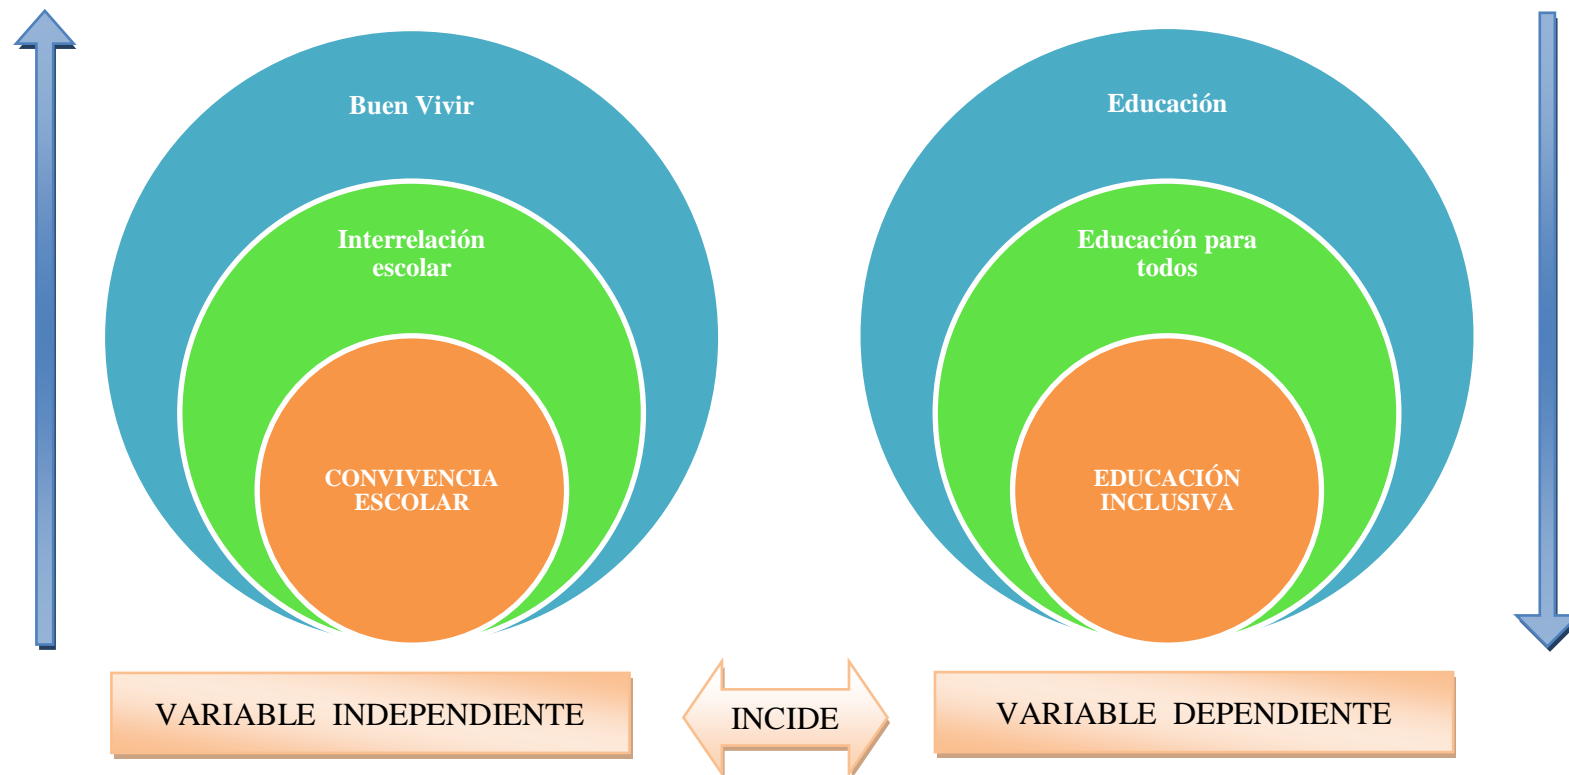 Buen Vivir
Interrelación
escolar
CONVIVENCIA
ESCOLAR
Educación
Educación para
todos
EDUCACIÓN
INCLUSIVA
VARIABLE INDEPENDIENTE
INCIDE
VARIABLE DEPENDIENTE